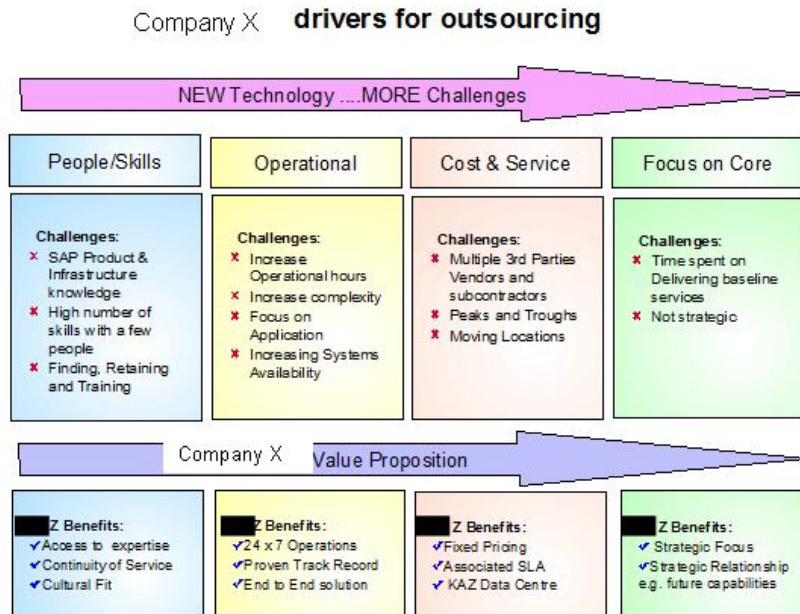 Company X drivers for outsourcing
NEW Technology ....MORE Challenges
People/Skills
Operational
Cost & Service
Focus on Core
Challenges:
SAP Product &
Infrastructure
knowledge
High number of
skills with a few
people
Finding, Retaining
and Training
Challenges:
Increase
Operational hours
Increase complexity
Focus on
Application
Increasing Systems
Availability
Challenges:
Multiple 3rd Parties
Vendors and
subcontractors
Peaks and Troughs
Moving Locations
Challenges:
Time spent on
Delivering baseline
services
Not strategic
Company X Value Proposition
Z Benefits:
Access to expertise
Continuity of Service
Cultural Fit
Z Benefits:
24 x 7 Operations
Proven Track Record
End to End solution
Z Benefits:
Fixed Pricing
Associated SLA
KAZ Data Centre
Z Benefits:
Strategic Focus
Strategic Relationship
e.g. future capabilities